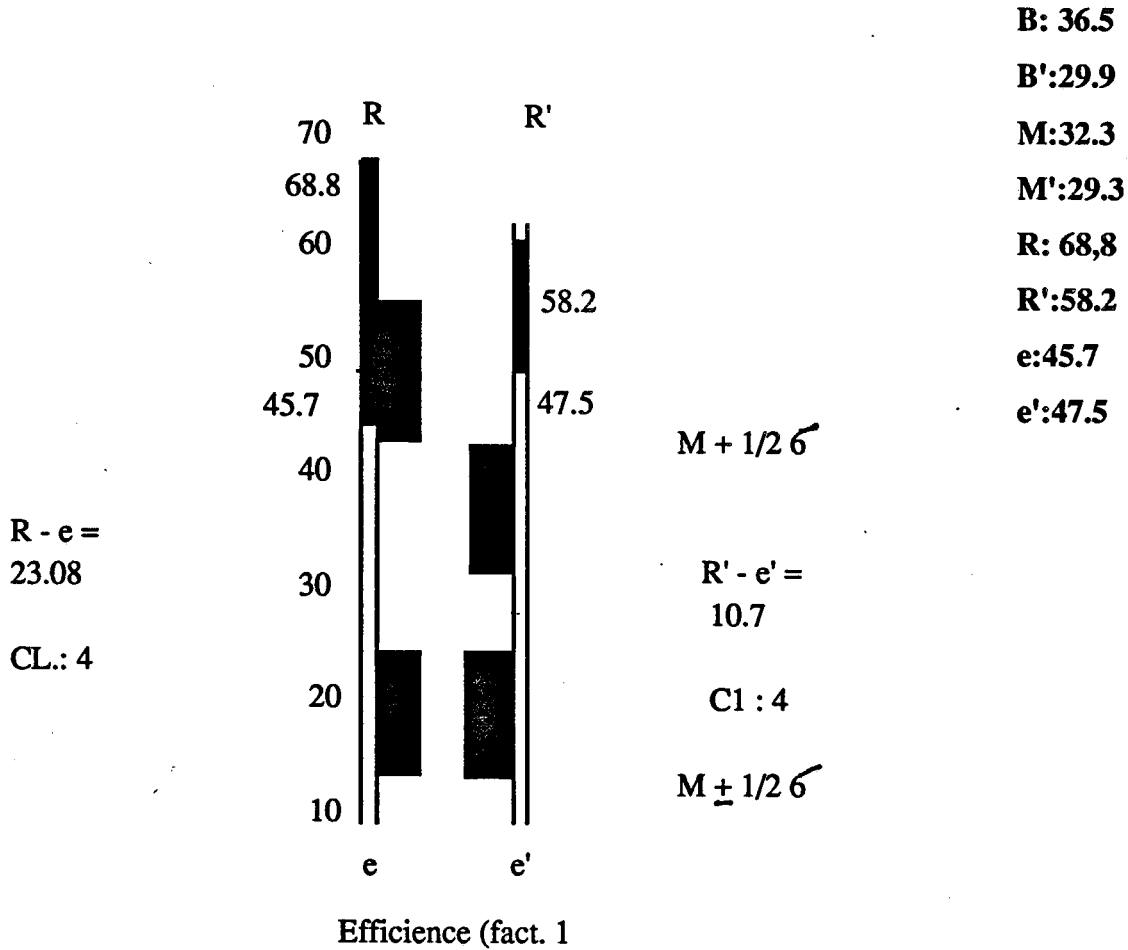 B: 36.5
B':29.9
M:32.3
M':29.3
R: 68,8
R':58.2
e:45.7
e':47.5
R
R'
70
68.8
60
58.2
50
45.7
47.5
M + 1/2 б
40
R - e =
23.08
R' - e' =
10.7
30
CL.: 4
20
C1 : 4
M ± 1/2 б
10
e
e'
Efficience (fact. 1